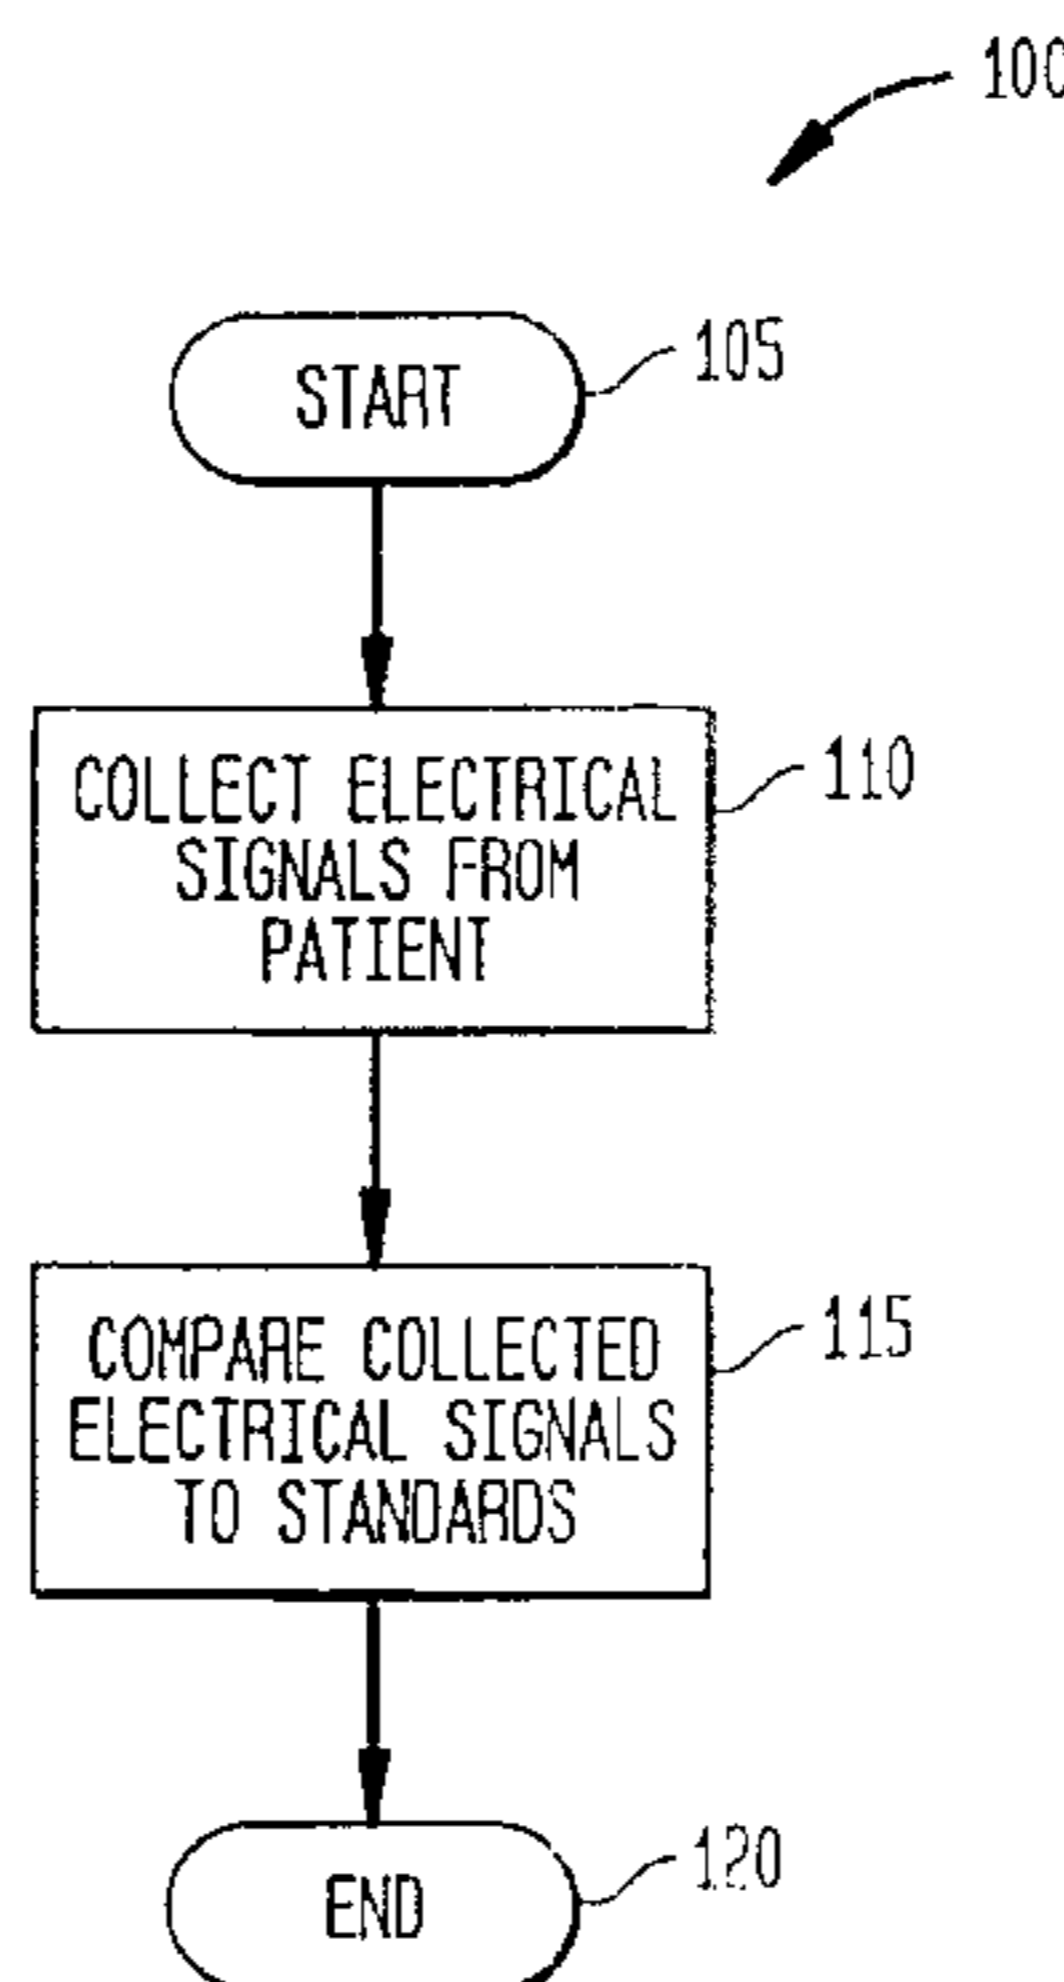 100
START
105
COLLECT ELECTRICAL
SIGNALS FROM
PATIENT
110
COMPARE COLLECTED
ELECTRICAL SIGNALS
TO STANDARDS
115
END
120